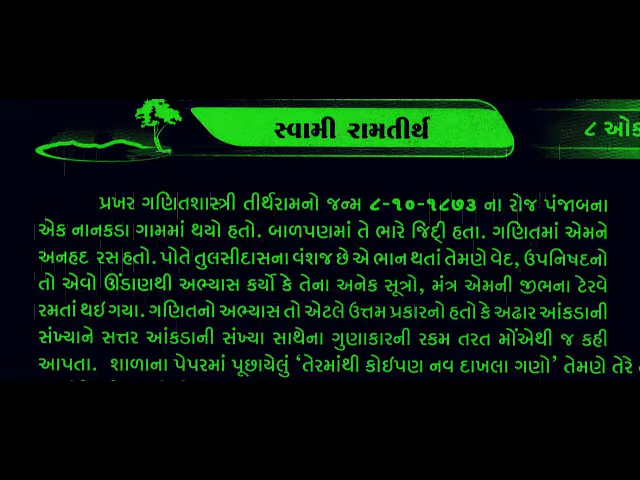 સ્વામી રામતીર્થ
૮ ઓક
પ્રખર ગણિતશાસ્ત્રી તીર્થરામનો જન્મ ૮-૧૦-૧૮૭૩ ના રોજ પંજાબના
એક નાનકડા ગામમાં થયો હતો. બાળપણમાં તે ભારે જિદ્દી હતા. ગણિતમાં એમને
અનહદ રસ હતો. પોતે તુલસીદાસના વંશજ છે એ ભાન થતાં તેમણે વેદ, ઉપનિષદનો
તો એવો ઊંડાણથી અભ્યાસ કર્યો કે તેના અનેક સૂત્રો, મંત્ર એમની જીભના ટેરવે
રમતાં થઈ ગયા. ગણિતનો અભ્યાસ તો એટલે ઉત્તમ પ્રકારનો હતો કે અઢાર આંકડાની
સંખ્યાને સત્તર આંકડાની સંખ્યા સાથેના ગુણાકારની રકમ તરત મોંએથી જ કહી
આપતા. શાળાના પેપરમાં પૂછાયેલું ‘તેરમાંથી કોઈપણ નવ દાખલા ગણો’ તેમણે તેરે